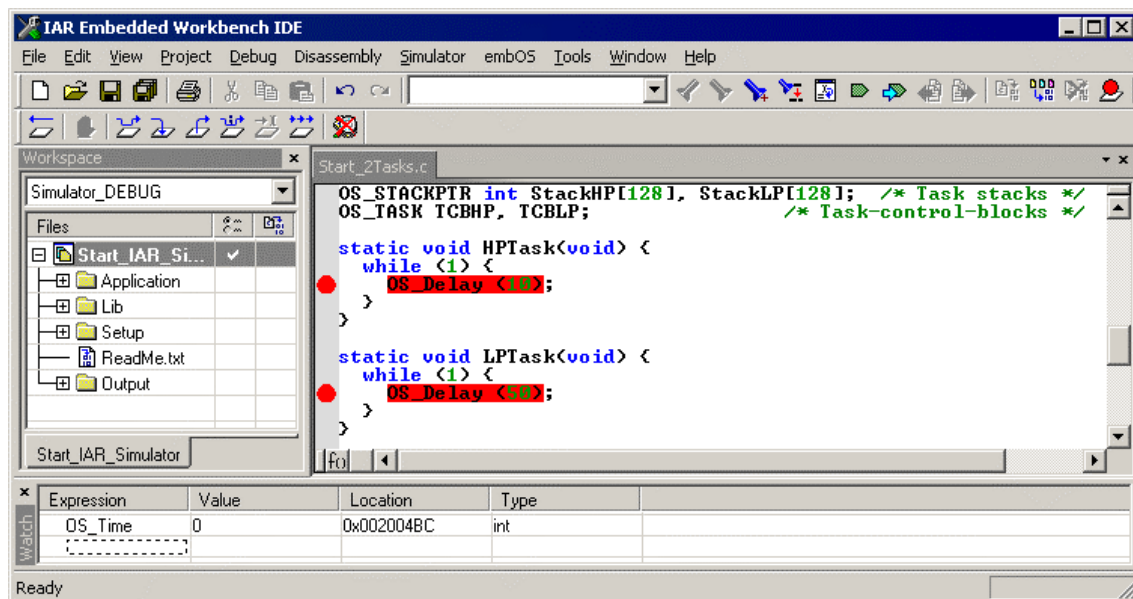 IAR Embedded Workbench IDE
File Edit View Project Debug Disassembly Simulator embOS Tools Window Help
Workspace
Simulator_DEBUG
Files
Start_IAR_Si...
Application
Lib
Setup
ReadMe.txt
Output
Start_IAR_Simulator
Start_2Tasks.c
OS_STACKPTR int StackHP[128], StackLP[128]; /* Task stacks */
OS_TASK TCBHP, TCBLP; /* Task-control-blocks */
static void HPTask(void) {
while (1) {
OS_Delay (10);
}
}
static void LPTask(void) {
while (1) {
OS_Delay (50);
}
}
Watch
Expression Value Location Type
OS_Time 0 0x002004BC int
Ready